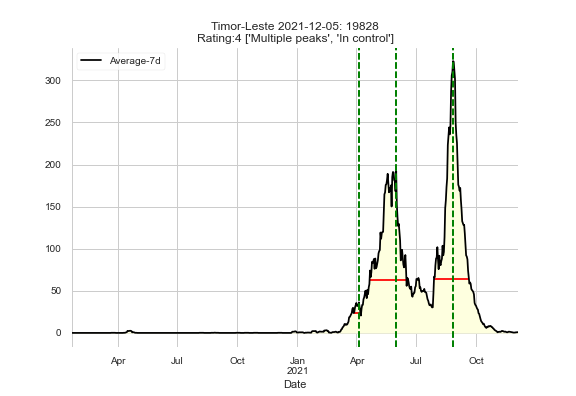 Timor-Leste 2021-12-05: 19828
Rating:4 ['Multiple peaks', 'In control']
Average-7d
300
250
200
150
100
50
0
Apr Jul Oct Jan Apr Jul Oct
2021
Date